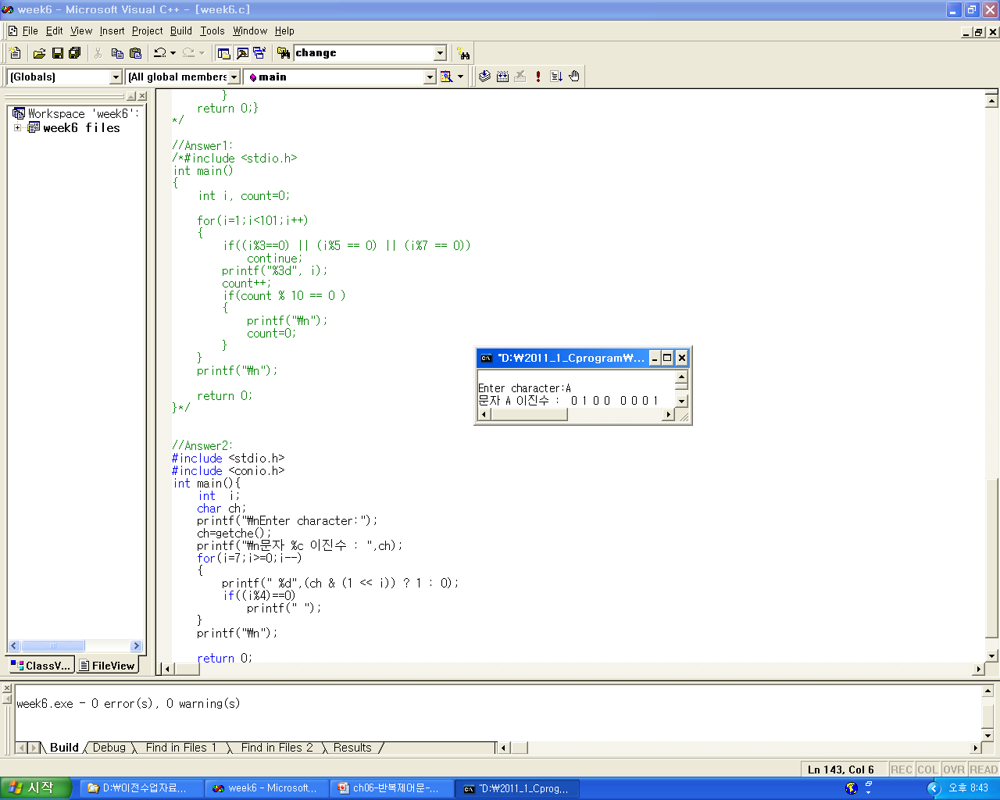 week6 - Microsoft Visual C++ - [week6.c]
File Edit View Insert Project Build Tools Window Help
change
(Globals) (All global members main
Workspace 'week6':
week6 files
ClassV... FileView
}
return 0;}
*/
//Answer1:
/*#include <stdio.h>
int main()
{
int i, count=0;
for(i=1;i<101;i++)
{
if((i%3==0) || (i%5 == 0) || (i%7 == 0))
continue;
printf("%3d", i);
count++;
if(count % 10 == 0 )
{
printf("₩n");
count=0;
}
}
printf("₩n");
return 0;
}*/
//Answer2:
#include <stdio.h>
#include <conio.h>
int main(){
int i;
char ch;
printf("₩nEnter character:");
ch=getche();
printf("₩n문자 %c 이진수 : ",ch);
for(i=7;i>=0;i--)
{
printf(" %d",(ch & (1 << i)) ? 1 : 0);
if((i%4)==0)
printf(" ");
}
printf("₩n");
return 0;
"D:₩2011_1_Cprogram₩...
Enter character:A
문자 A 이진수 : 0 1 0 0 0 0 0 1
week6.exe - 0 error(s), 0 warning(s)
Build Debug Find in Files 1 Find in Files 2 Results
Ln 143, Col 6 REC COL OVR READ
시작 D:₩이전수업자료... week6 - Microsoft... ch06-반복제어문-... "D:₩2011_1_Cprog... 오후 8:43